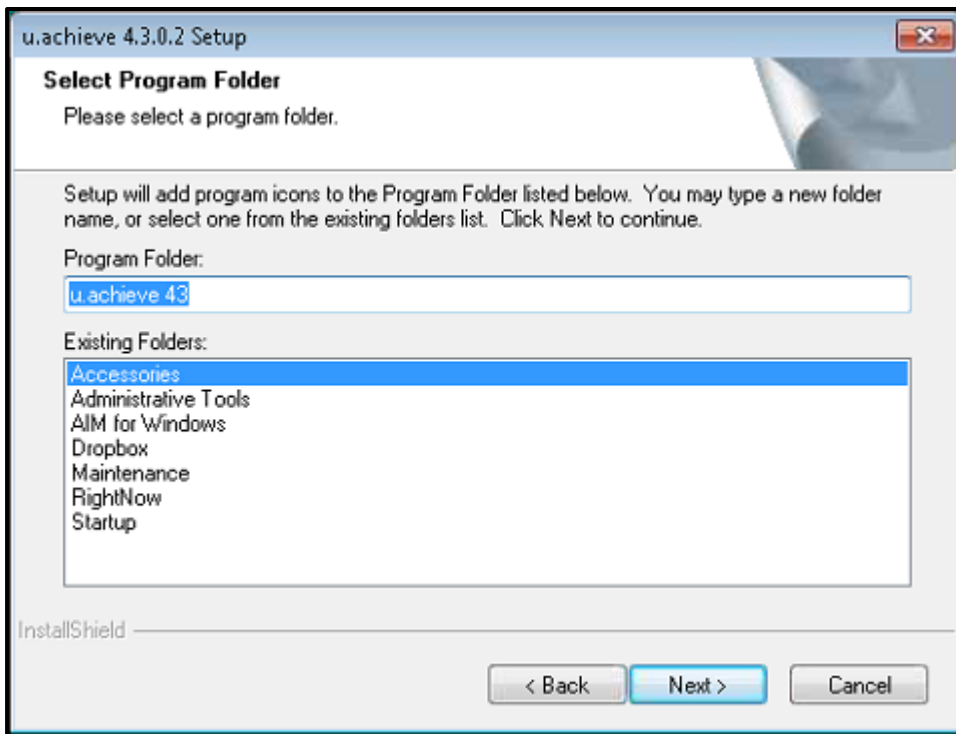 u.achieve 4.3.0.2 Setup
Select Program Folder
Please select a program folder.
Setup will add program icons to the Program Folder listed below.  You may type a new folder
name, or select one from the existing folders list.  Click Next to continue.
Program Folder:
u.achieve 43
Existing Folders:
Accessories
Administrative Tools
AIM for Windows
Dropbox
Maintenance
RightNow
Startup
InstallShield
< Back
Next >
Cancel